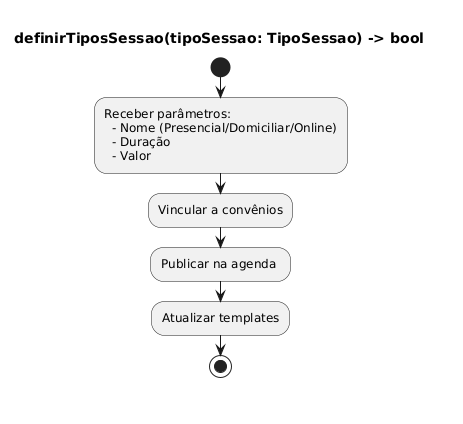 definirTiposSessao(tipoSessao: TipoSessao) -> bool
Receber parâmetros:
- Nome (Presencial/Domiciliar/Online)
- Duração
- Valor
Vincular a convênios
Publicar na agenda
Atualizar templates